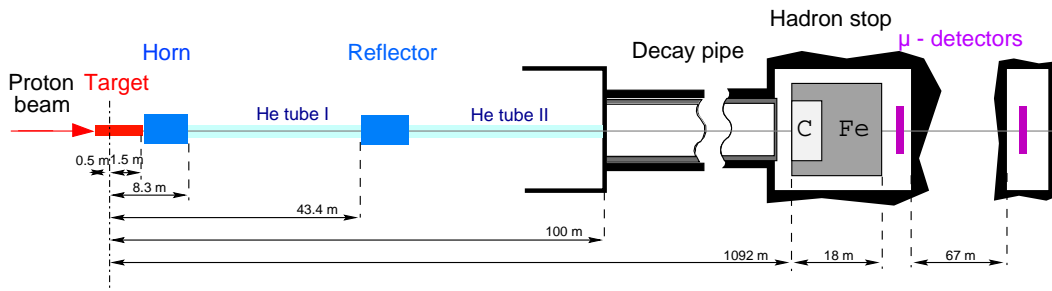 Hadron stop
Horn
Reflector
Decay pipe
μ - detectors
Proton
beam
Target
He tube I
He tube II
C
Fe
0.5 m
1.5 m
8.3 m
43.4 m
100 m
1092 m
18 m
67 m